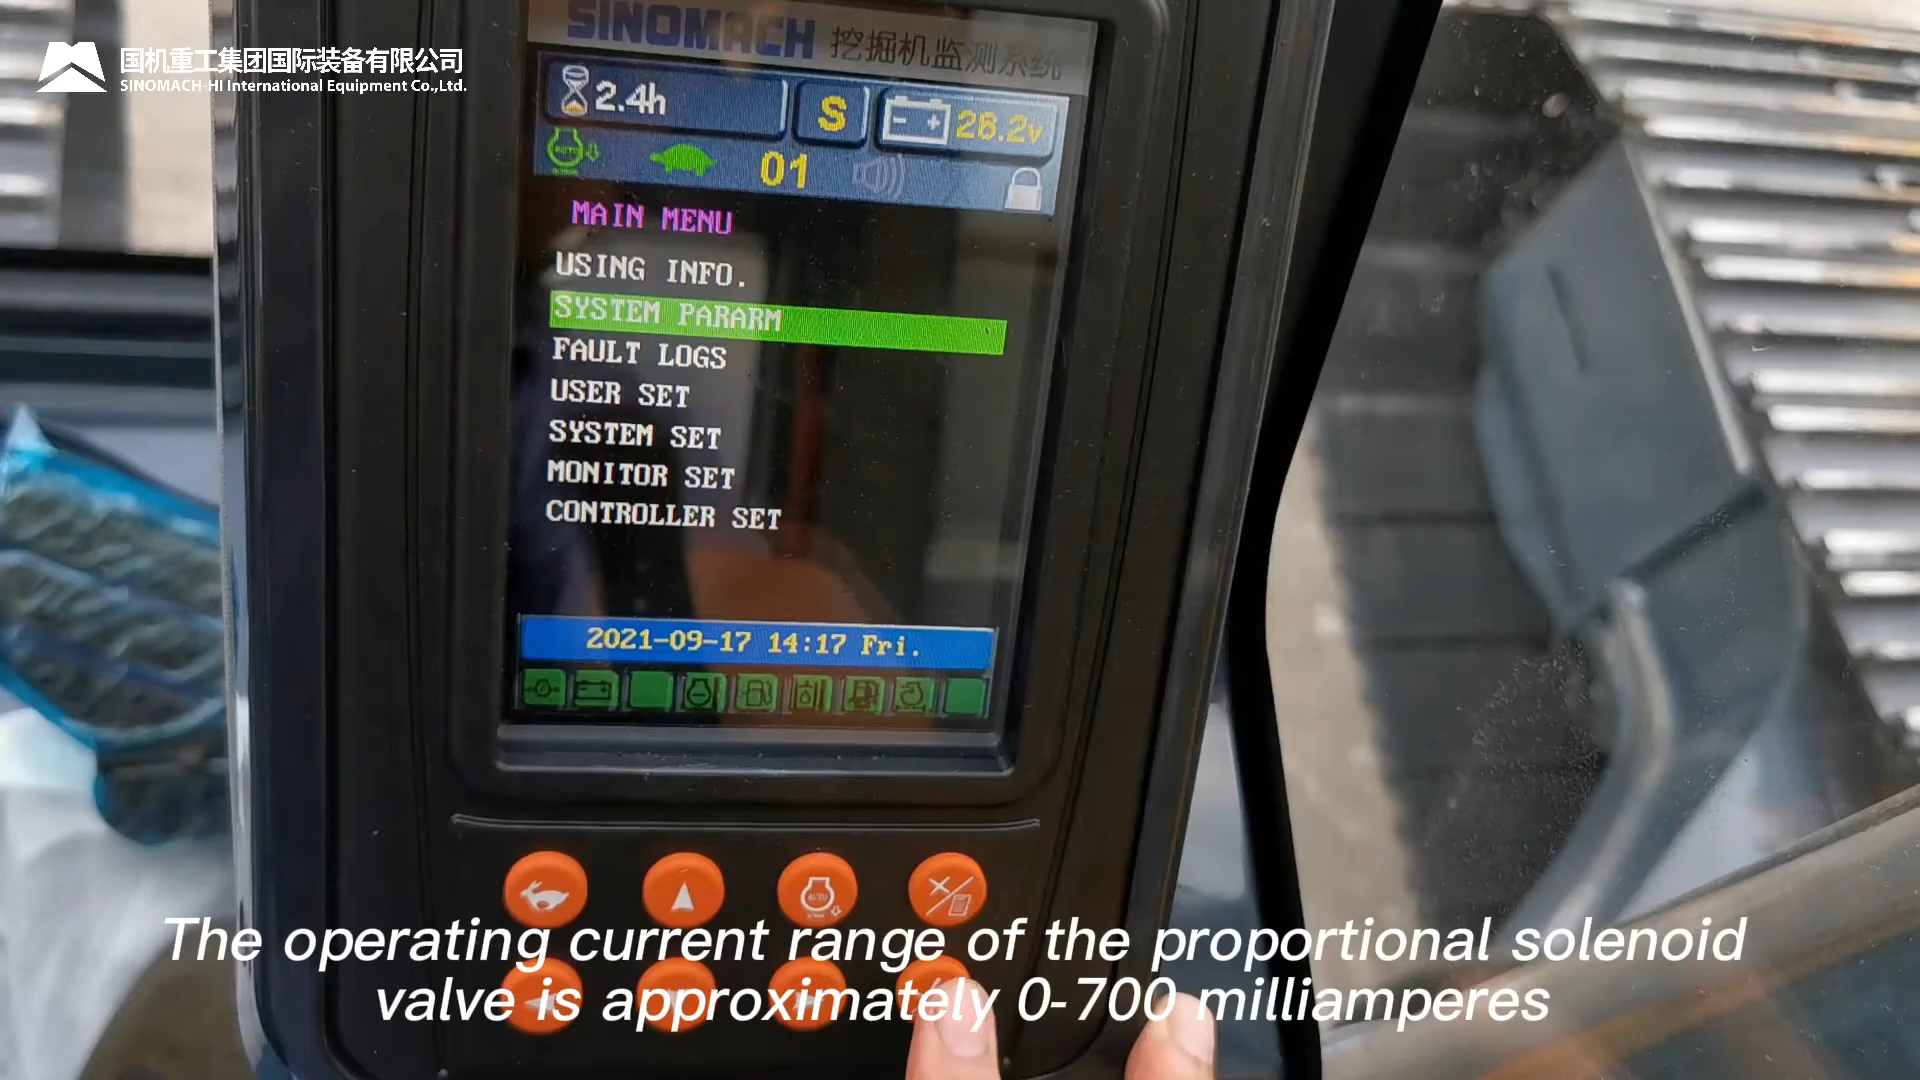 国机重工集团国际装备有限公司
SINOMACH-HI International Equipment Co.,Ltd.
SINOMACH 挖掘机监测系统
2.4h
S
26.2v
AUTO
01
MAIN MENU
USING INFO.
SYSTEM PARARM
FAULT LOGS
USER SET
SYSTEM SET
MONITOR SET
CONTROLLER SET
2021-09-17 14:17 Fri.
AUTO
The operating current range of the proportional solenoid
valve is approximately 0-700 milliamperes